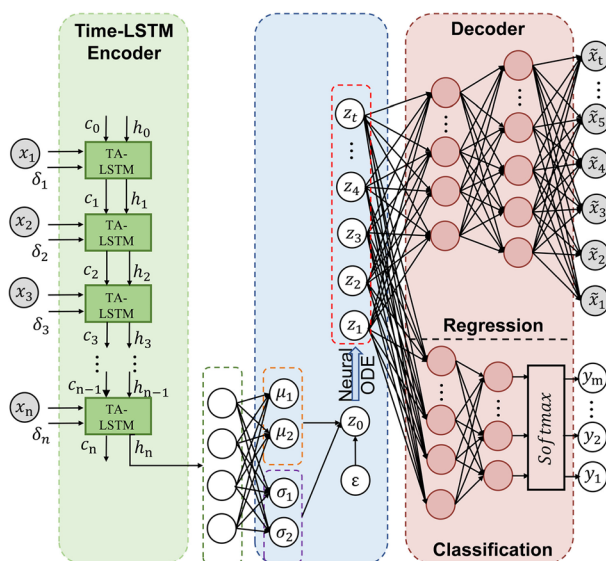 Time-LSTM
Encoder
Decoder
c₀ h₀
x₁
δ₁
TA-
LSTM
c₁ h₁
x₂
δ₂
TA-
LSTM
c₂ h₂
x₃
δ₃
TA-
LSTM
c₃ h₃
cₙ₋₁ hₙ₋₁
xₙ
δₙ
TA-
LSTM
cₙ hₙ
μ₁
μ₂
σ₁
σ₂
zₜ
z₄
z₃
z₂
z₁
Neural
ODE
z₀
ε
x̃ₜ
x̃₅
x̃₄
x̃₃
x̃₂
x̃₁
Regression
Softmax
yₘ
y₂
y₁
Classification